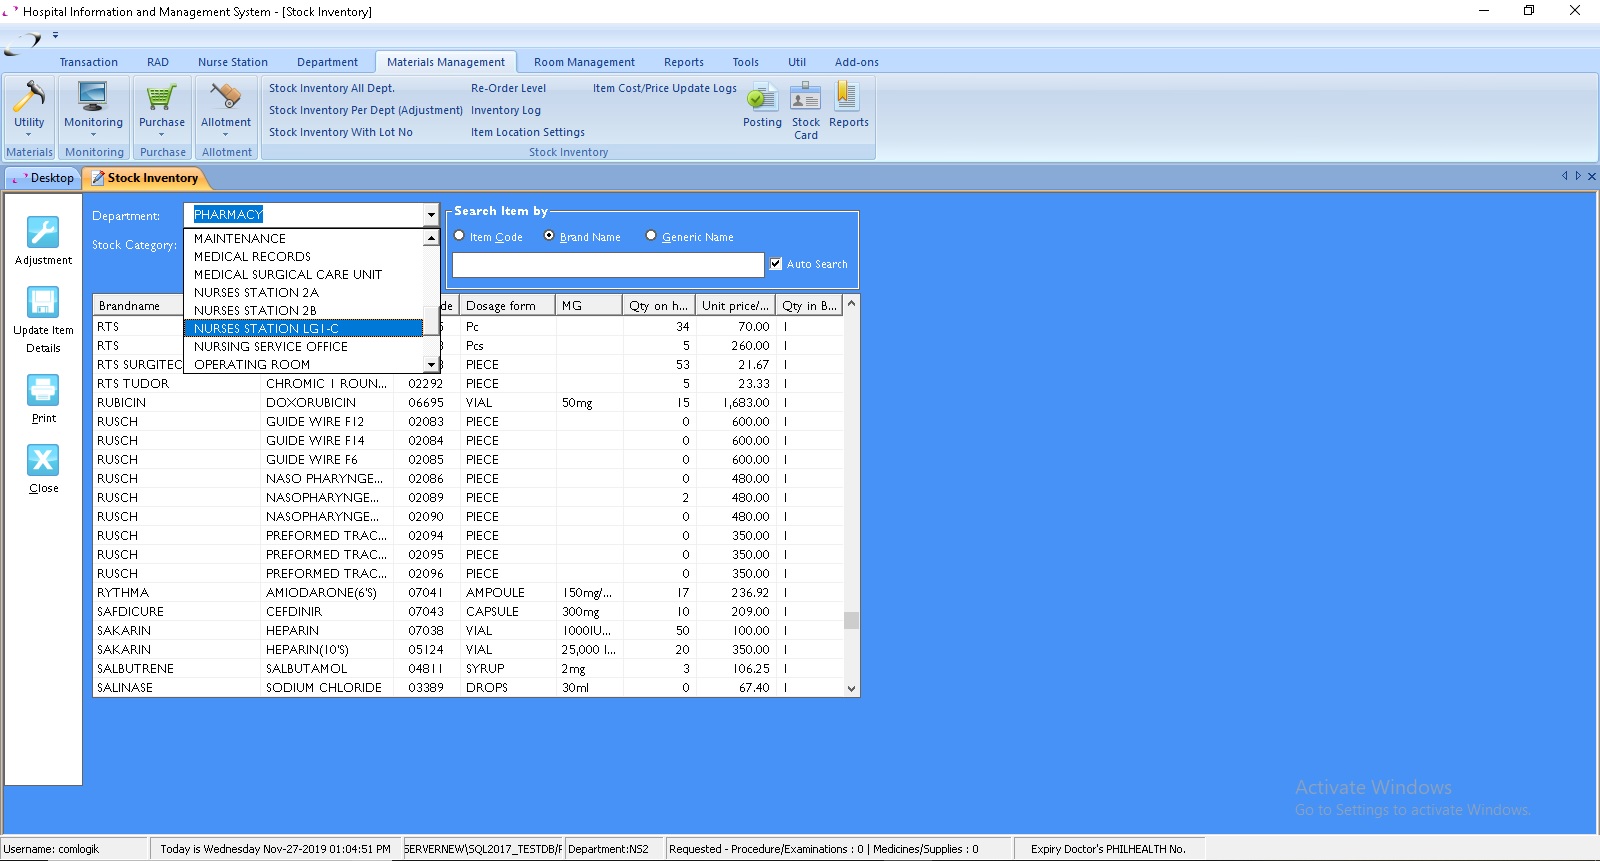 Hospital Information and Management System - [Stock Inventory]
Transaction RAD Nurse Station Department Materials Management Room Management Reports Tools Util Add-ons
Stock Inventory All Dept. Re-Order Level Item Cost/Price Update Logs
Stock Inventory Per Dept (Adjustment) Inventory Log
Stock Inventory With Lot No Item Location Settings
Utility Monitoring Purchase Allotment Posting Stock Card Reports
Materials Monitoring Purchase Allotment Stock Inventory
Desktop Stock Inventory
Adjustment
Update Item
Details
Print
Close
Department: PHARMACY
Stock Category:
MAINTENANCE
MEDICAL RECORDS
MEDICAL SURGICAL CARE UNIT
NURSES STATION 2A
NURSES STATION 2B
NURSES STATION LG1-C
NURSING SERVICE OFFICE
OPERATING ROOM
Search Item by
Item Code Brand Name Generic Name
Auto Search
Brandname de Dosage form MG Qty on h... Unit price/... Qty in B...
RTS Pc 34 70.00 1
RTS Pcs 5 260.00 1
RTS SURGITEC PIECE 53 21.67 1
RTS TUDOR CHROMIC 1 ROUN... 02292 PIECE 5 23.33 1
RUBICIN DOXORUBICIN 06695 VIAL 50mg 15 1,683.00 1
RUSCH GUIDE WIRE F12 02083 PIECE 0 600.00 1
RUSCH GUIDE WIRE F14 02084 PIECE 0 600.00 1
RUSCH GUIDE WIRE F6 02085 PIECE 0 600.00 1
RUSCH NASO PHARYNGE... 02086 PIECE 0 480.00 1
RUSCH NASOPHARYNGE... 02089 PIECE 2 480.00 1
RUSCH NASOPHARYNGE... 02090 PIECE 0 480.00 1
RUSCH PREFORMED TRAC... 02094 PIECE 0 350.00 1
RUSCH PREFORMED TRAC... 02095 PIECE 0 350.00 1
RUSCH PREFORMED TRAC... 02096 PIECE 0 350.00 1
RYTHMA AMIODARONE(6'S) 07041 AMPOULE 150mg/... 17 236.92 1
SAFDICURE CEFDINIR 07043 CAPSULE 300mg 10 209.00 1
SAKARIN HEPARIN 07038 VIAL 1000IU... 50 100.00 1
SAKARIN HEPARIN(10'S) 05124 VIAL 25,000 I... 20 350.00 1
SALBUTRENE SALBUTAMOL 04811 SYRUP 2mg 3 106.25 1
SALINASE SODIUM CHLORIDE 03389 DROPS 30ml 0 67.40 1
Activate Windows
Go to Settings to activate Windows.
Username: comlogik Today is Wednesday Nov-27-2019 01:04:51 PM SERVERNEW\SQL2017_TESTDB/F Department:NS2 Requested - Procedure/Examinations : 0 | Medicines/Supplies : 0 Expiry Doctor's PHILHEALTH No.